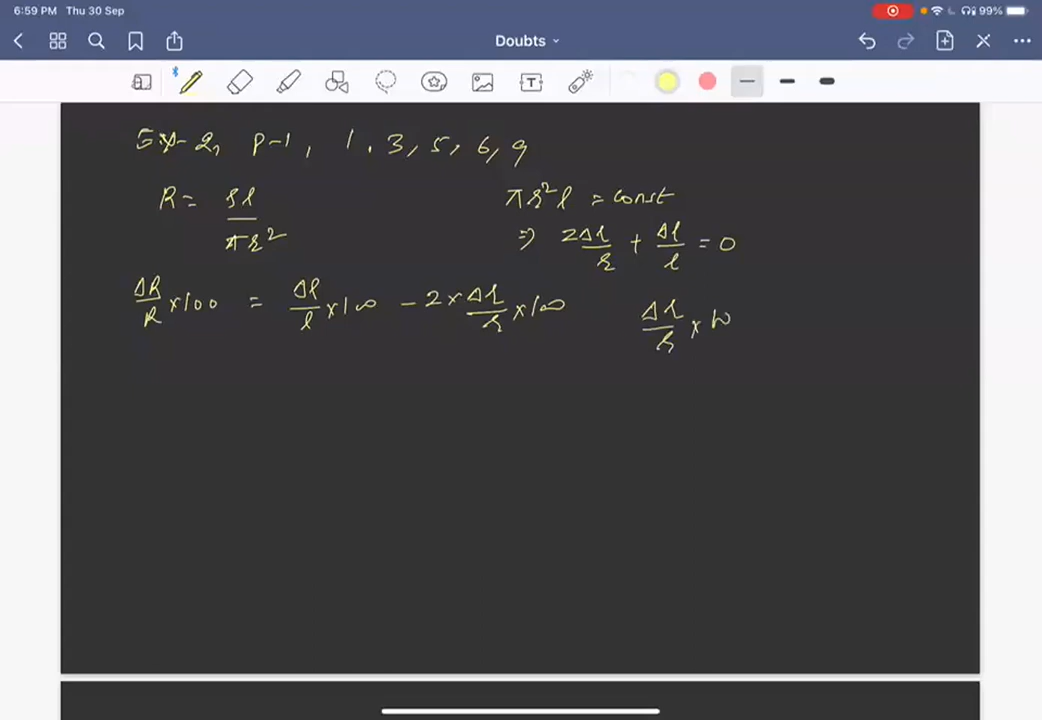 6:59 PM Thu 30 Sep
99%
Doubts
Ex-2, P-1, 1, 3, 5, 6, 9
R = ρl / πr²
πr²l = const
⇒ 2Δr/r + Δl/l = 0
ΔR/R × 100 = Δl/l × 100 - 2 × Δr/r × 100
Δr/r × 10